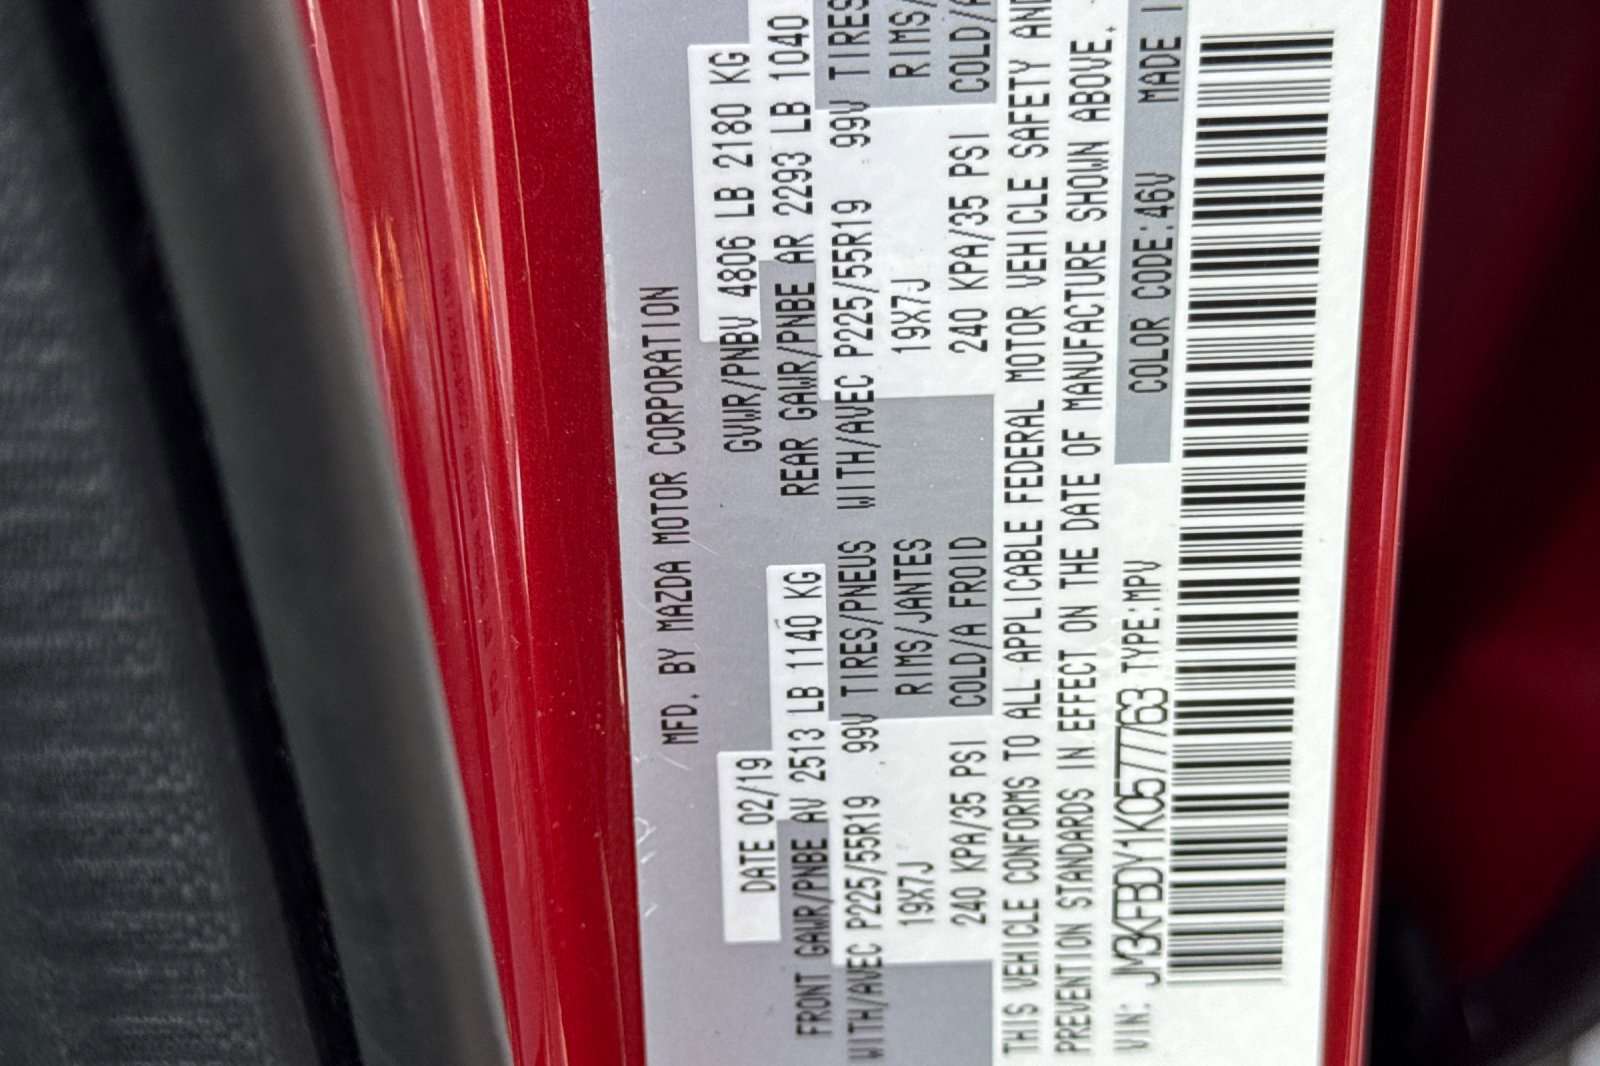 MFD. BY MAZDA MOTOR CORPORATION
DATE 02/19 GVWR/PNBV 4806 LB 2180 KG
FRONT GAWR/PNBE AV 2513 LB 1140 KG REAR GAWR/PNBE AR 2293 LB 1040
WITH/AVEC P225/55R19 99V TIRES/PNEUS WITH/AVEC P225/55R19 99V TIRES
19X7J RIMS/JANTES 19X7J RIMS/
240 KPA/35 PSI COLD/A FROID 240 KPA/35 PSI COLD/A
THIS VEHICLE CONFORMS TO ALL APPLICABLE FEDERAL MOTOR VEHICLE SAFETY AND
PREVENTION STANDARDS IN EFFECT ON THE DATE OF MANUFACTURE SHOWN ABOVE.
VIN: JM3KFBDY1K0577763 TYPE:MPV COLOR CODE:46V MADE I